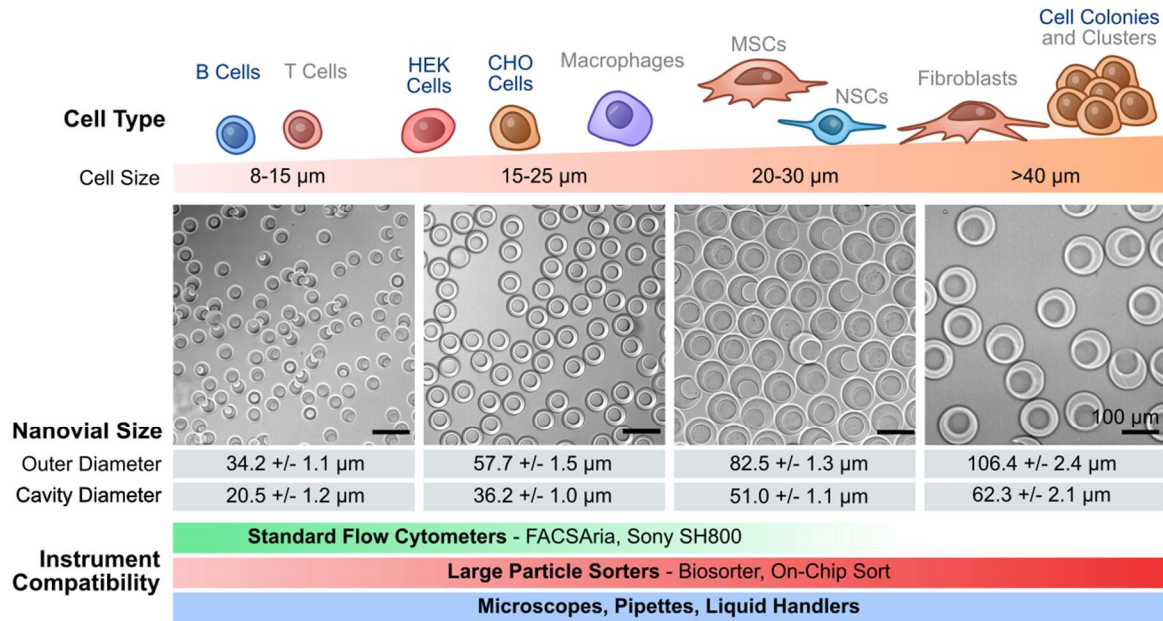 B Cells
T Cells
HEK
Cells
CHO
Cells
Macrophages
MSCs
NSCs
Fibroblasts
Cell Colonies
and Clusters
Cell Type
Cell Size
8-15 µm
15-25 µm
20-30 µm
>40 µm
100 µm
Nanovial Size
Outer Diameter
34.2 +/- 1.1 µm
57.7 +/- 1.5 µm
82.5 +/- 1.3 µm
106.4 +/- 2.4 µm
Cavity Diameter
20.5 +/- 1.2 µm
36.2 +/- 1.0 µm
51.0 +/- 1.1 µm
62.3 +/- 2.1 µm
Instrument
Compatibility
Standard Flow Cytometers - FACSAria, Sony SH800
Large Particle Sorters - Biosorter, On-Chip Sort
Microscopes, Pipettes, Liquid Handlers